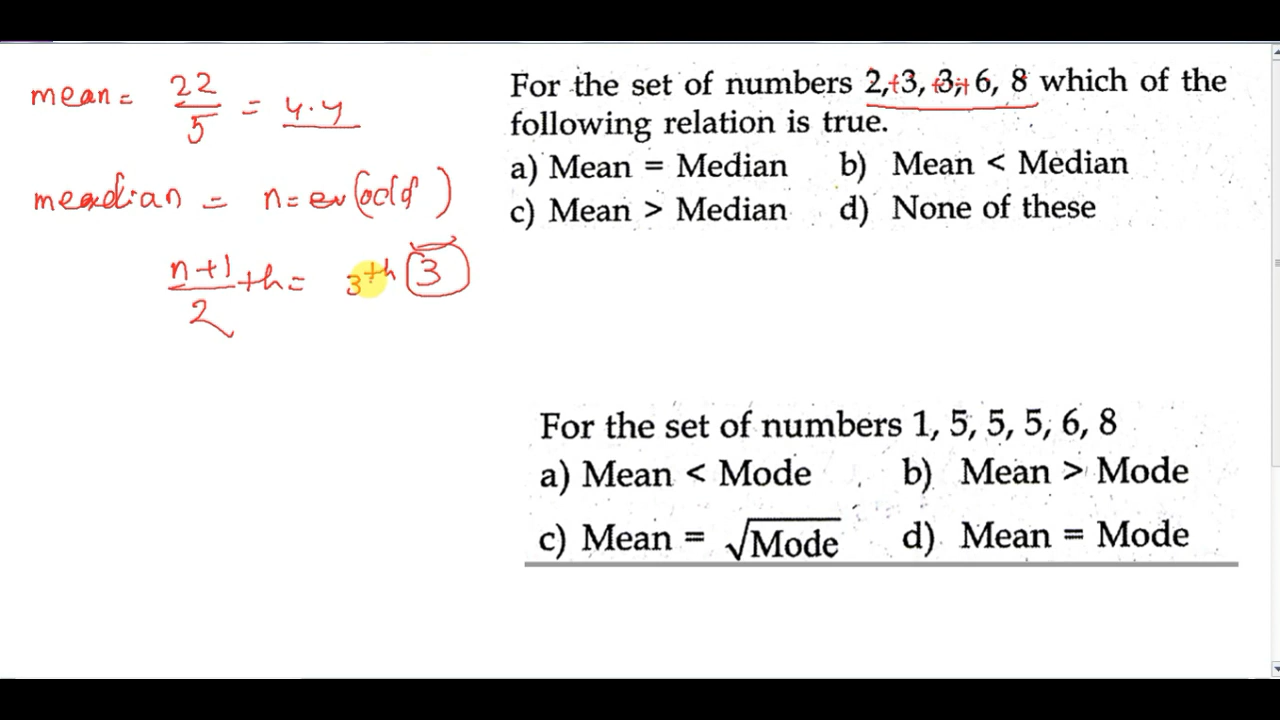 mean = 22/5 = 4.4
median = n = ev (odd)
n+1/2 th = 3th 3
For the set of numbers 2,+3,+3,+6, 8 which of the
following relation is true.
a) Mean = Median b) Mean < Median
c) Mean > Median d) None of these
For the set of numbers 1, 5, 5, 5, 6, 8
a) Mean < Mode b) Mean > Mode
c) Mean = √Mode d) Mean = Mode